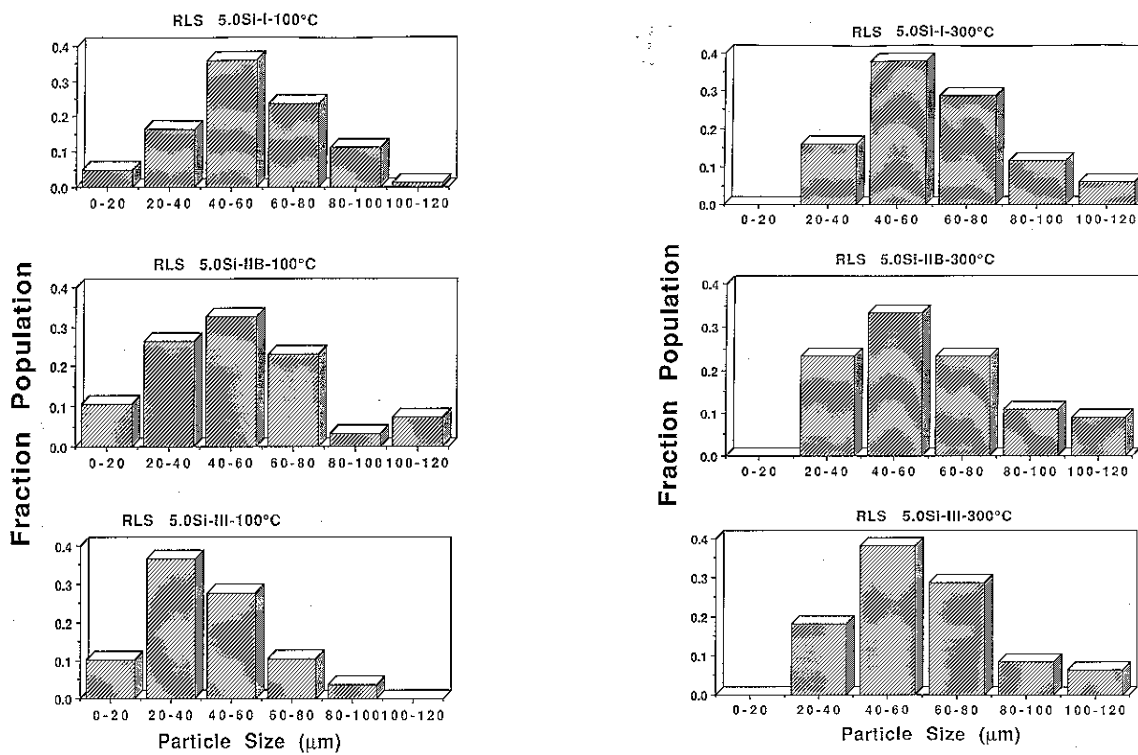 RLS 5.0Si-I-100°C
0.4
0.3
0.2
0.1
0.0
0-20 20-40 40-60 60-80 80-100 100-120
RLS 5.0Si-IIB-100°C
0.4
0.3
0.2
0.1
0.0
0-20 20-40 40-60 60-80 80-100 100-120
RLS 5.0Si-III-100°C
0.4
0.3
0.2
0.1
0.0
0-20 20-40 40-60 60-80 80-100 100-120
Fraction Population
Particle Size (μm)
RLS 5.0Si-I-300°C
0.4
0.3
0.2
0.1
0.0
0-20 20-40 40-60 60-80 80-100 100-120
RLS 5.0Si-IIB-300°C
0.4
0.3
0.2
0.1
0.0
0-20 20-40 40-60 60-80 80-100 100-120
RLS 5.0Si-III-300°C
0.4
0.3
0.2
0.1
0.0
0-20 20-40 40-60 60-80 80-100 100-120
Fraction Population
Particle Size (μm)